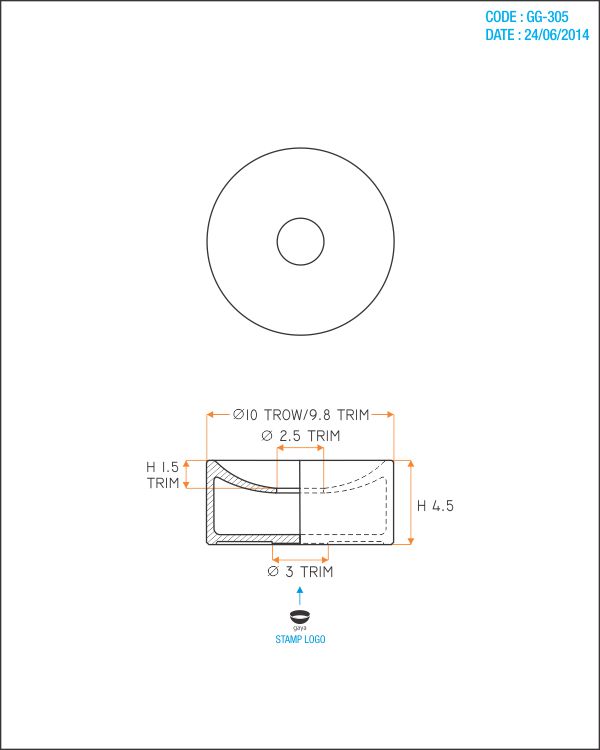 CODE : GG-305
DATE : 24/06/2014
Ø10 TROW/9.8 TRIM
Ø 2.5 TRIM
H 1.5
TRIM
H 4.5
Ø 3 TRIM
gaya
STAMP LOGO